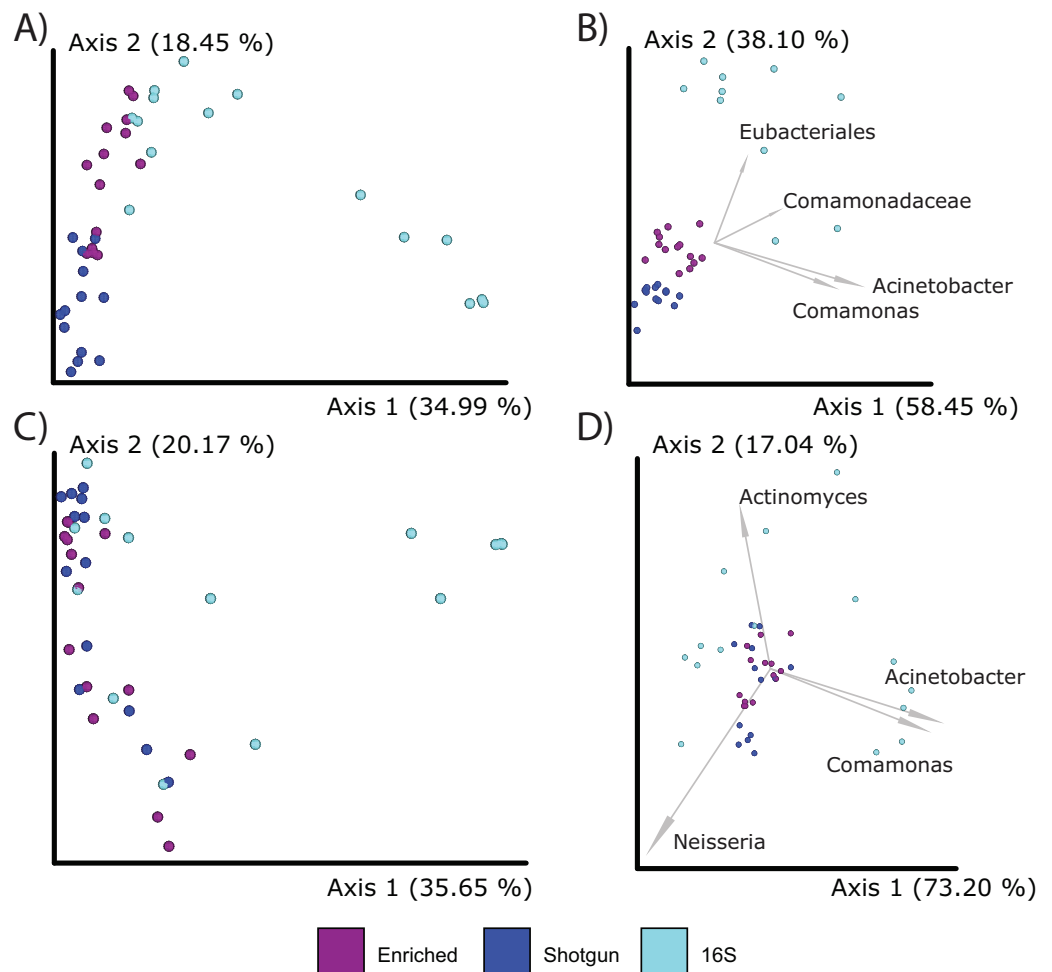 A)
Axis 2 (18.45 %)
Axis 1 (34.99 %)
B)
Axis 2 (38.10 %)
Eubacteriales
Comamonadaceae
Acinetobacter
Comamonas
Axis 1 (58.45 %)
C)
Axis 2 (20.17 %)
Axis 1 (35.65 %)
D)
Axis 2 (17.04 %)
Actinomyces
Acinetobacter
Comamonas
Neisseria
Axis 1 (73.20 %)
Enriched
Shotgun
16S